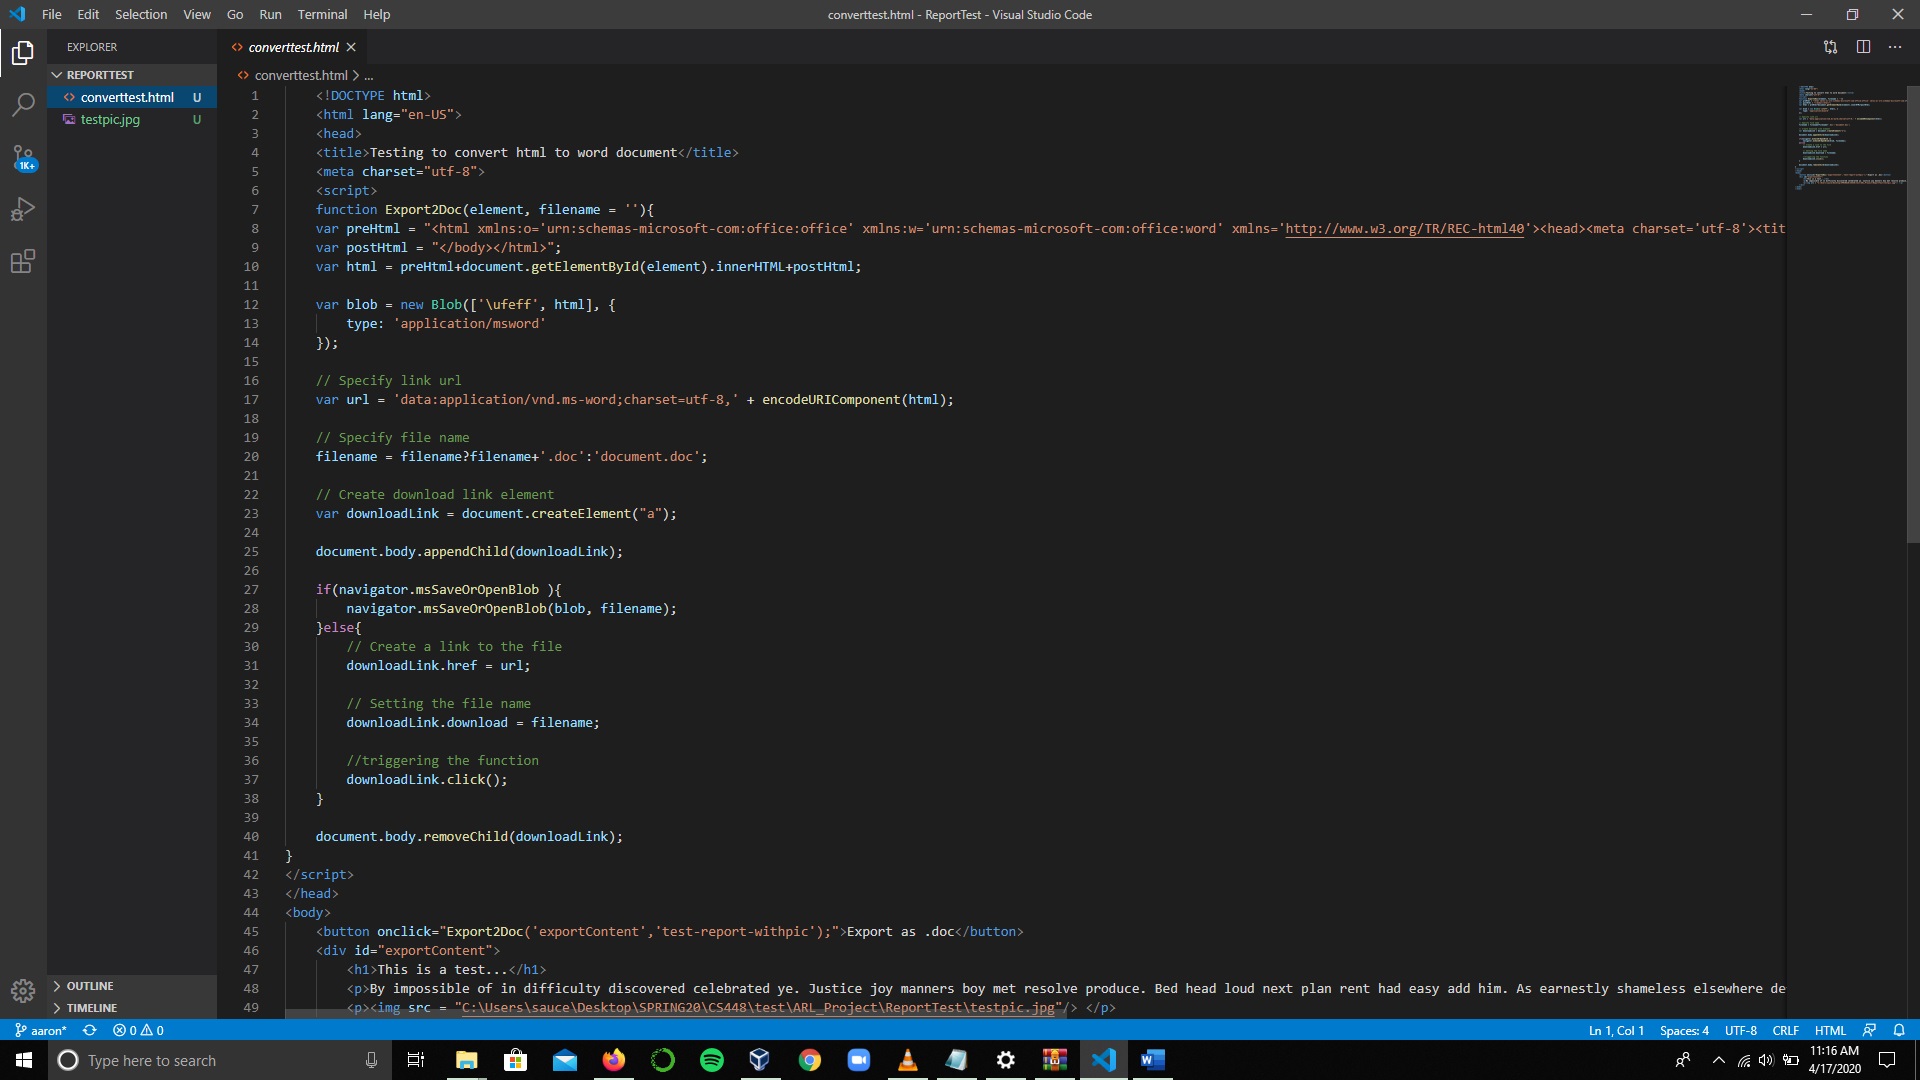 File Edit Selection View Go Run Terminal Help
converttest.html - ReportTest - Visual Studio Code
EXPLORER
REPORTTEST
converttest.html U
testpic.jpg U
1K+
OUTLINE
TIMELINE
converttest.html
converttest.html > ...
1 <!DOCTYPE html>
2 <html lang="en-US">
3 <head>
4 <title>Testing to convert html to word document</title>
5 <meta charset="utf-8">
6 <script>
7 function Export2Doc(element, filename = ''){
8 var preHtml = "<html xmlns:o='urn:schemas-microsoft-com:office:office' xmlns:w='urn:schemas-microsoft-com:office:word' xmlns='http://www.w3.org/TR/REC-html40'><head><meta charset='utf-8'><tit
9 var postHtml = "</body></html>";
10 var html = preHtml+document.getElementById(element).innerHTML+postHtml;
11
12 var blob = new Blob(['\ufeff', html], {
13 type: 'application/msword'
14 });
15
16 // Specify link url
17 var url = 'data:application/vnd.ms-word;charset=utf-8,' + encodeURIComponent(html);
18
19 // Specify file name
20 filename = filename?filename+'.doc':'document.doc';
21
22 // Create download link element
23 var downloadLink = document.createElement("a");
24
25 document.body.appendChild(downloadLink);
26
27 if(navigator.msSaveOrOpenBlob ){
28 navigator.msSaveOrOpenBlob(blob, filename);
29 }else{
30 // Create a link to the file
31 downloadLink.href = url;
32
33 // Setting the file name
34 downloadLink.download = filename;
35
36 //triggering the function
37 downloadLink.click();
38 }
39
40 document.body.removeChild(downloadLink);
41 }
42 </script>
43 </head>
44 <body>
45 <button onclick="Export2Doc('exportContent','test-report-withpic');">Export as .doc</button>
46 <div id="exportContent">
47 <h1>This is a test...</h1>
48 <p>By impossible of in difficulty discovered celebrated ye. Justice joy manners boy met resolve produce. Bed head loud next plan rent had easy add him. As earnestly shameless elsewhere de
49 <p><img src = "C:\Users\sauce\Desktop\SPRING20\CS448\test\ARL_Project\ReportTest\testpic.jpg"/> </p>
aaron* 0 0
Ln 1, Col 1 Spaces: 4 UTF-8 CRLF HTML
Type here to search
11:16 AM
4/17/2020